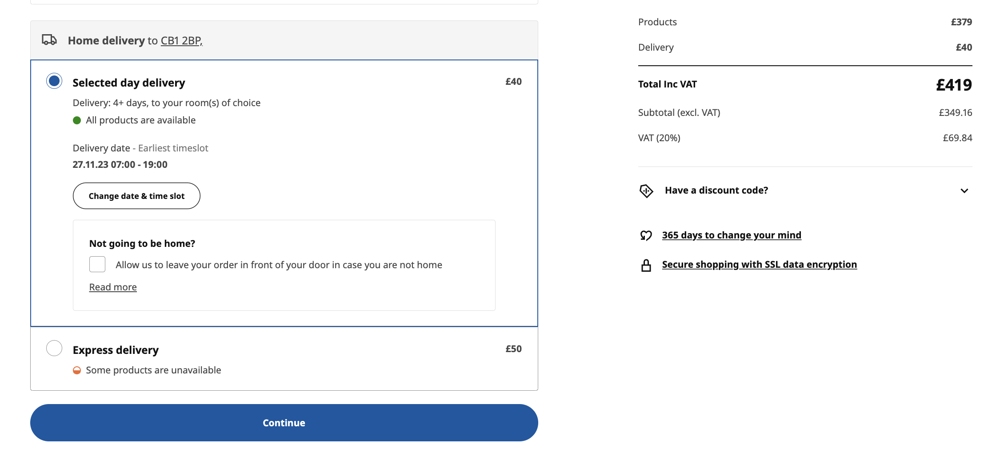 Home delivery to CB1 2BP,
Selected day delivery
£40
Delivery: 4+ days, to your room(s) of choice
All products are available
Delivery date - Earliest timeslot
27.11.23 07:00 - 19:00
Change date & time slot
Not going to be home?
Allow us to leave your order in front of your door in case you are not home
Read more
Express delivery
£50
Some products are unavailable
Continue
Products
£379
Delivery
£40
Total Inc VAT
£419
Subtotal (excl. VAT)
£349.16
VAT (20%)
£69.84
Have a discount code?
365 days to change your mind
Secure shopping with SSL data encryption